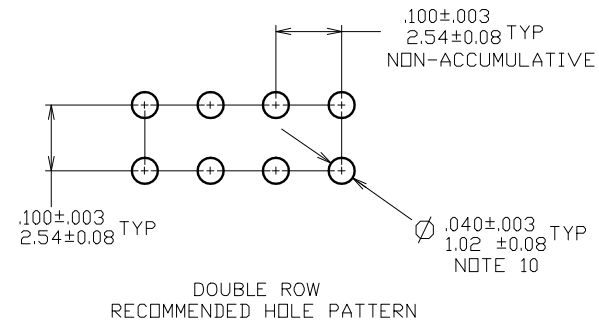 .100±.003
2.54±0.08 TYP
NON-ACCUMULATIVE
.100±.003
2.54±0.08 TYP
Ø .040±.003
1.02 ±0.08 TYP
NOTE 10
DOUBLE ROW
RECOMMENDED HOLE PATTERN